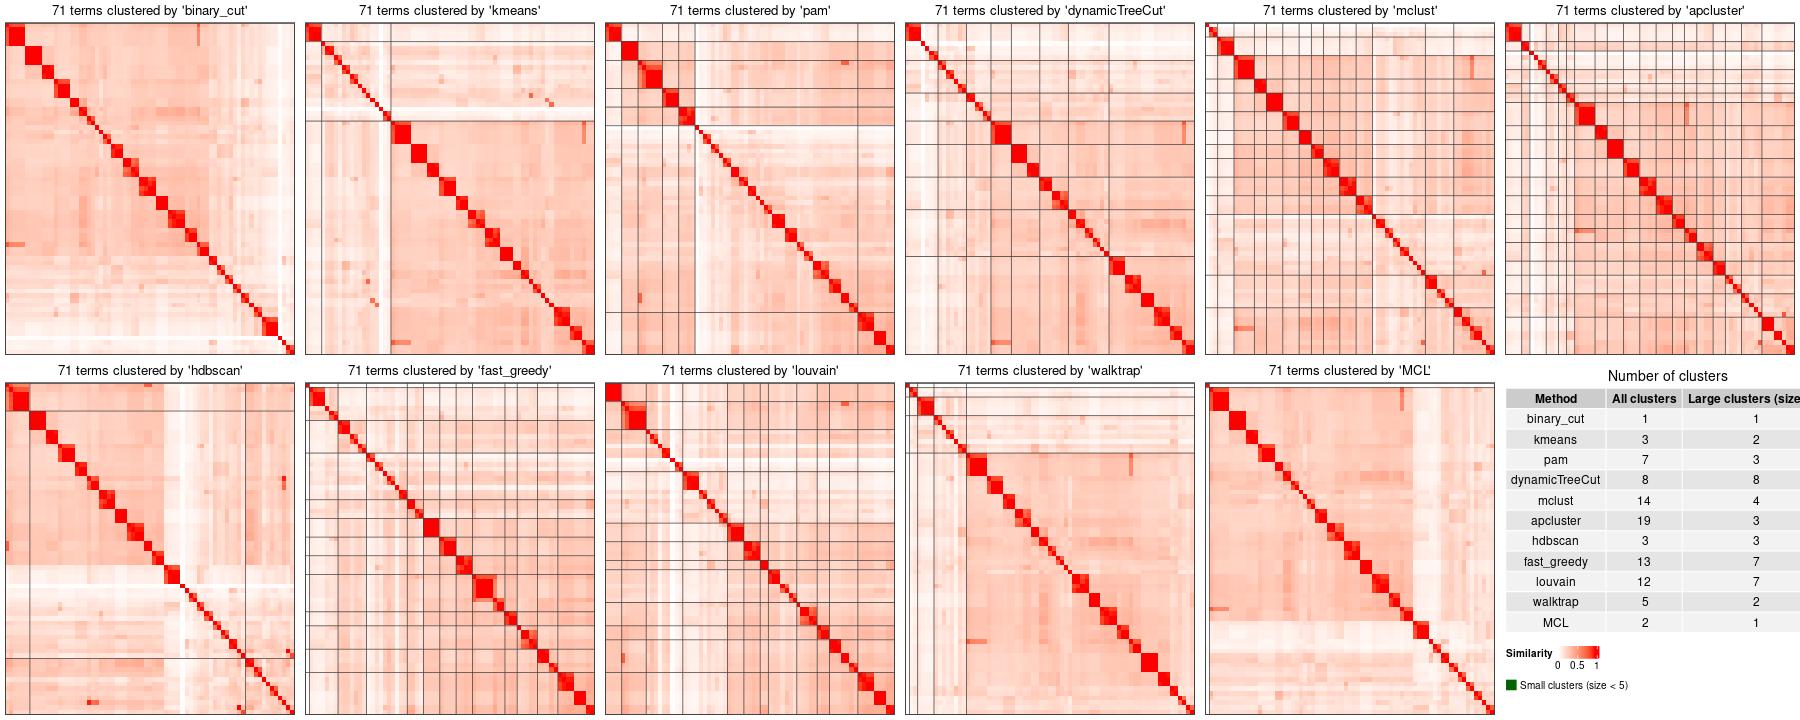 71 terms clustered by 'binary_cut'
71 terms clustered by 'kmeans'
71 terms clustered by 'pam'
71 terms clustered by 'dynamicTreeCut'
71 terms clustered by 'mclust'
71 terms clustered by 'apcluster'
71 terms clustered by 'hdbscan'
71 terms clustered by 'fast_greedy'
71 terms clustered by 'louvain'
71 terms clustered by 'walktrap'
71 terms clustered by 'MCL'
Number of clusters
Method All clusters Large clusters (size
binary_cut 1 1
kmeans 3 2
pam 7 3
dynamicTreeCut 8 8
mclust 14 4
apcluster 19 3
hdbscan 3 3
fast_greedy 13 7
louvain 12 7
walktrap 5 2
MCL 2 1
Similarity
0 0.5 1
Small clusters (size < 5)